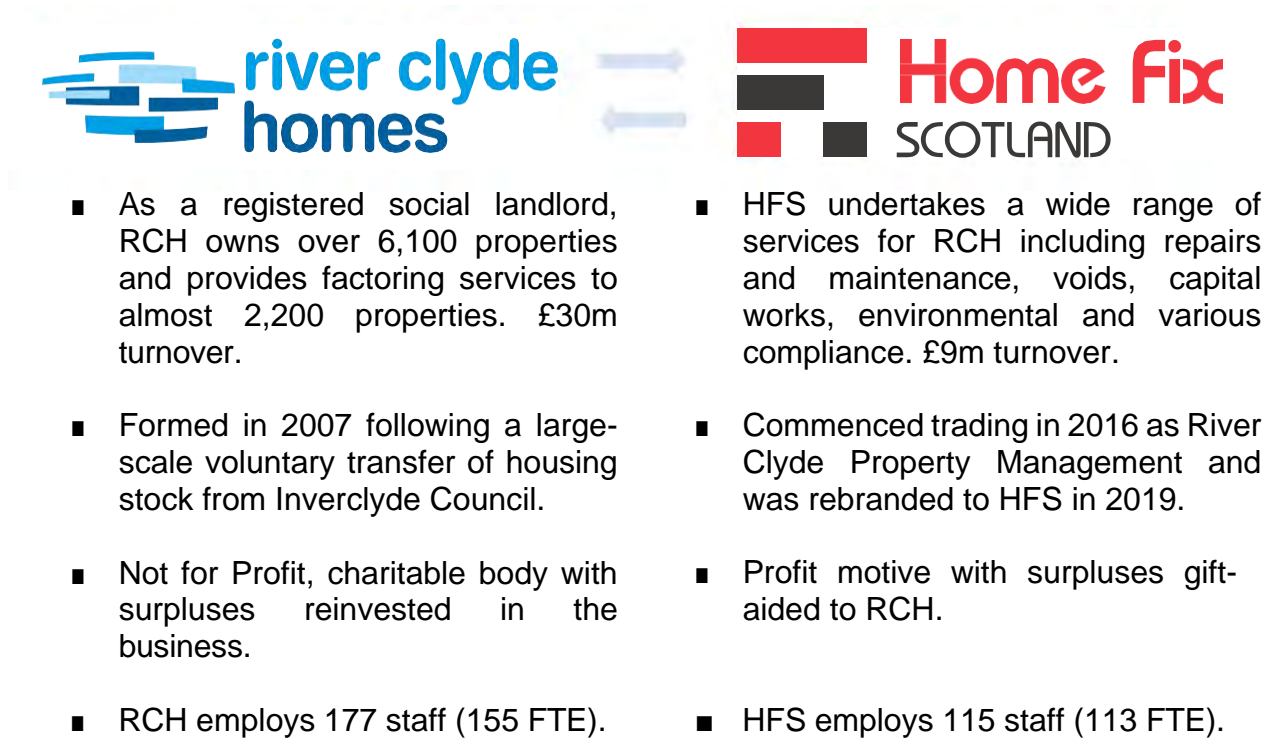 river clyde
homes
Home Fix
SCOTLAND
■ As a registered social landlord,
RCH owns over 6,100 properties
and provides factoring services to
almost 2,200 properties. £30m
turnover.
■ Formed in 2007 following a large-
scale voluntary transfer of housing
stock from Inverclyde Council.
■ Not for Profit, charitable body with
surpluses reinvested in the
business.
■ RCH employs 177 staff (155 FTE).
■ HFS undertakes a wide range of
services for RCH including repairs
and maintenance, voids, capital
works, environmental and various
compliance. £9m turnover.
■ Commenced trading in 2016 as River
Clyde Property Management and
was rebranded to HFS in 2019.
■ Profit motive with surpluses gift-
aided to RCH.
■ HFS employs 115 staff (113 FTE).